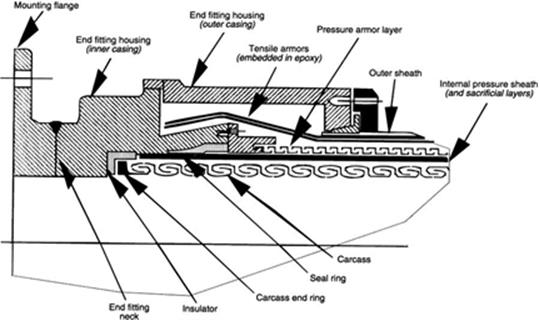 Mounting flange
End fitting housing
(outer casing)
End fitting housing
(inner casing)
Pressure armor layer
Tensile armors
(embedded in epoxy)
Outer sheath
Internal pressure sheath
(and sacrificial layers)
Carcass
Seal ring
Carcass end ring
Insulator
End fitting
neck